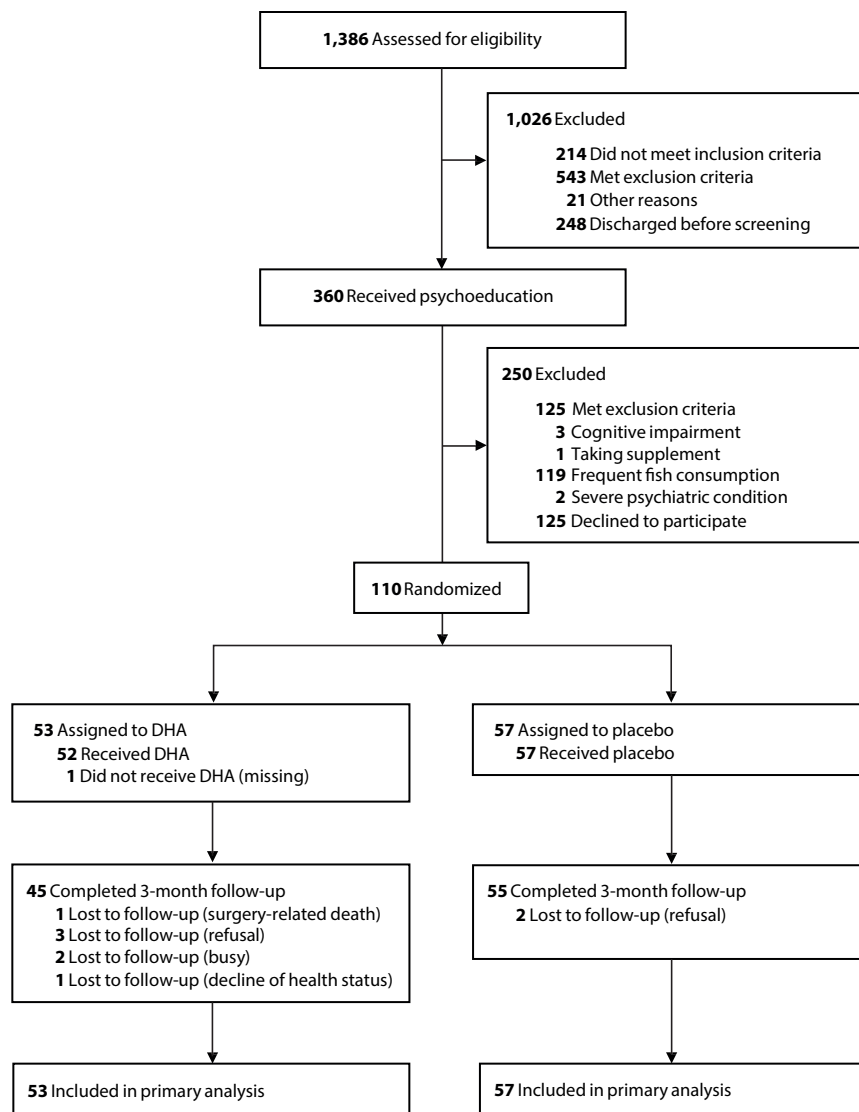 1,386 Assessed for eligibility
1,026 Excluded
214 Did not meet inclusion criteria
543 Met exclusion criteria
21 Other reasons
248 Discharged before screening
360 Received psychoeducation
250 Excluded
125 Met exclusion criteria
3 Cognitive impairment
1 Taking supplement
119 Frequent fish consumption
2 Severe psychiatric condition
125 Declined to participate
110 Randomized
53 Assigned to DHA
52 Received DHA
1 Did not receive DHA (missing)
57 Assigned to placebo
57 Received placebo
45 Completed 3-month follow-up
1 Lost to follow-up (surgery-related death)
3 Lost to follow-up (refusal)
2 Lost to follow-up (busy)
1 Lost to follow-up (decline of health status)
55 Completed 3-month follow-up
2 Lost to follow-up (refusal)
53 Included in primary analysis
57 Included in primary analysis